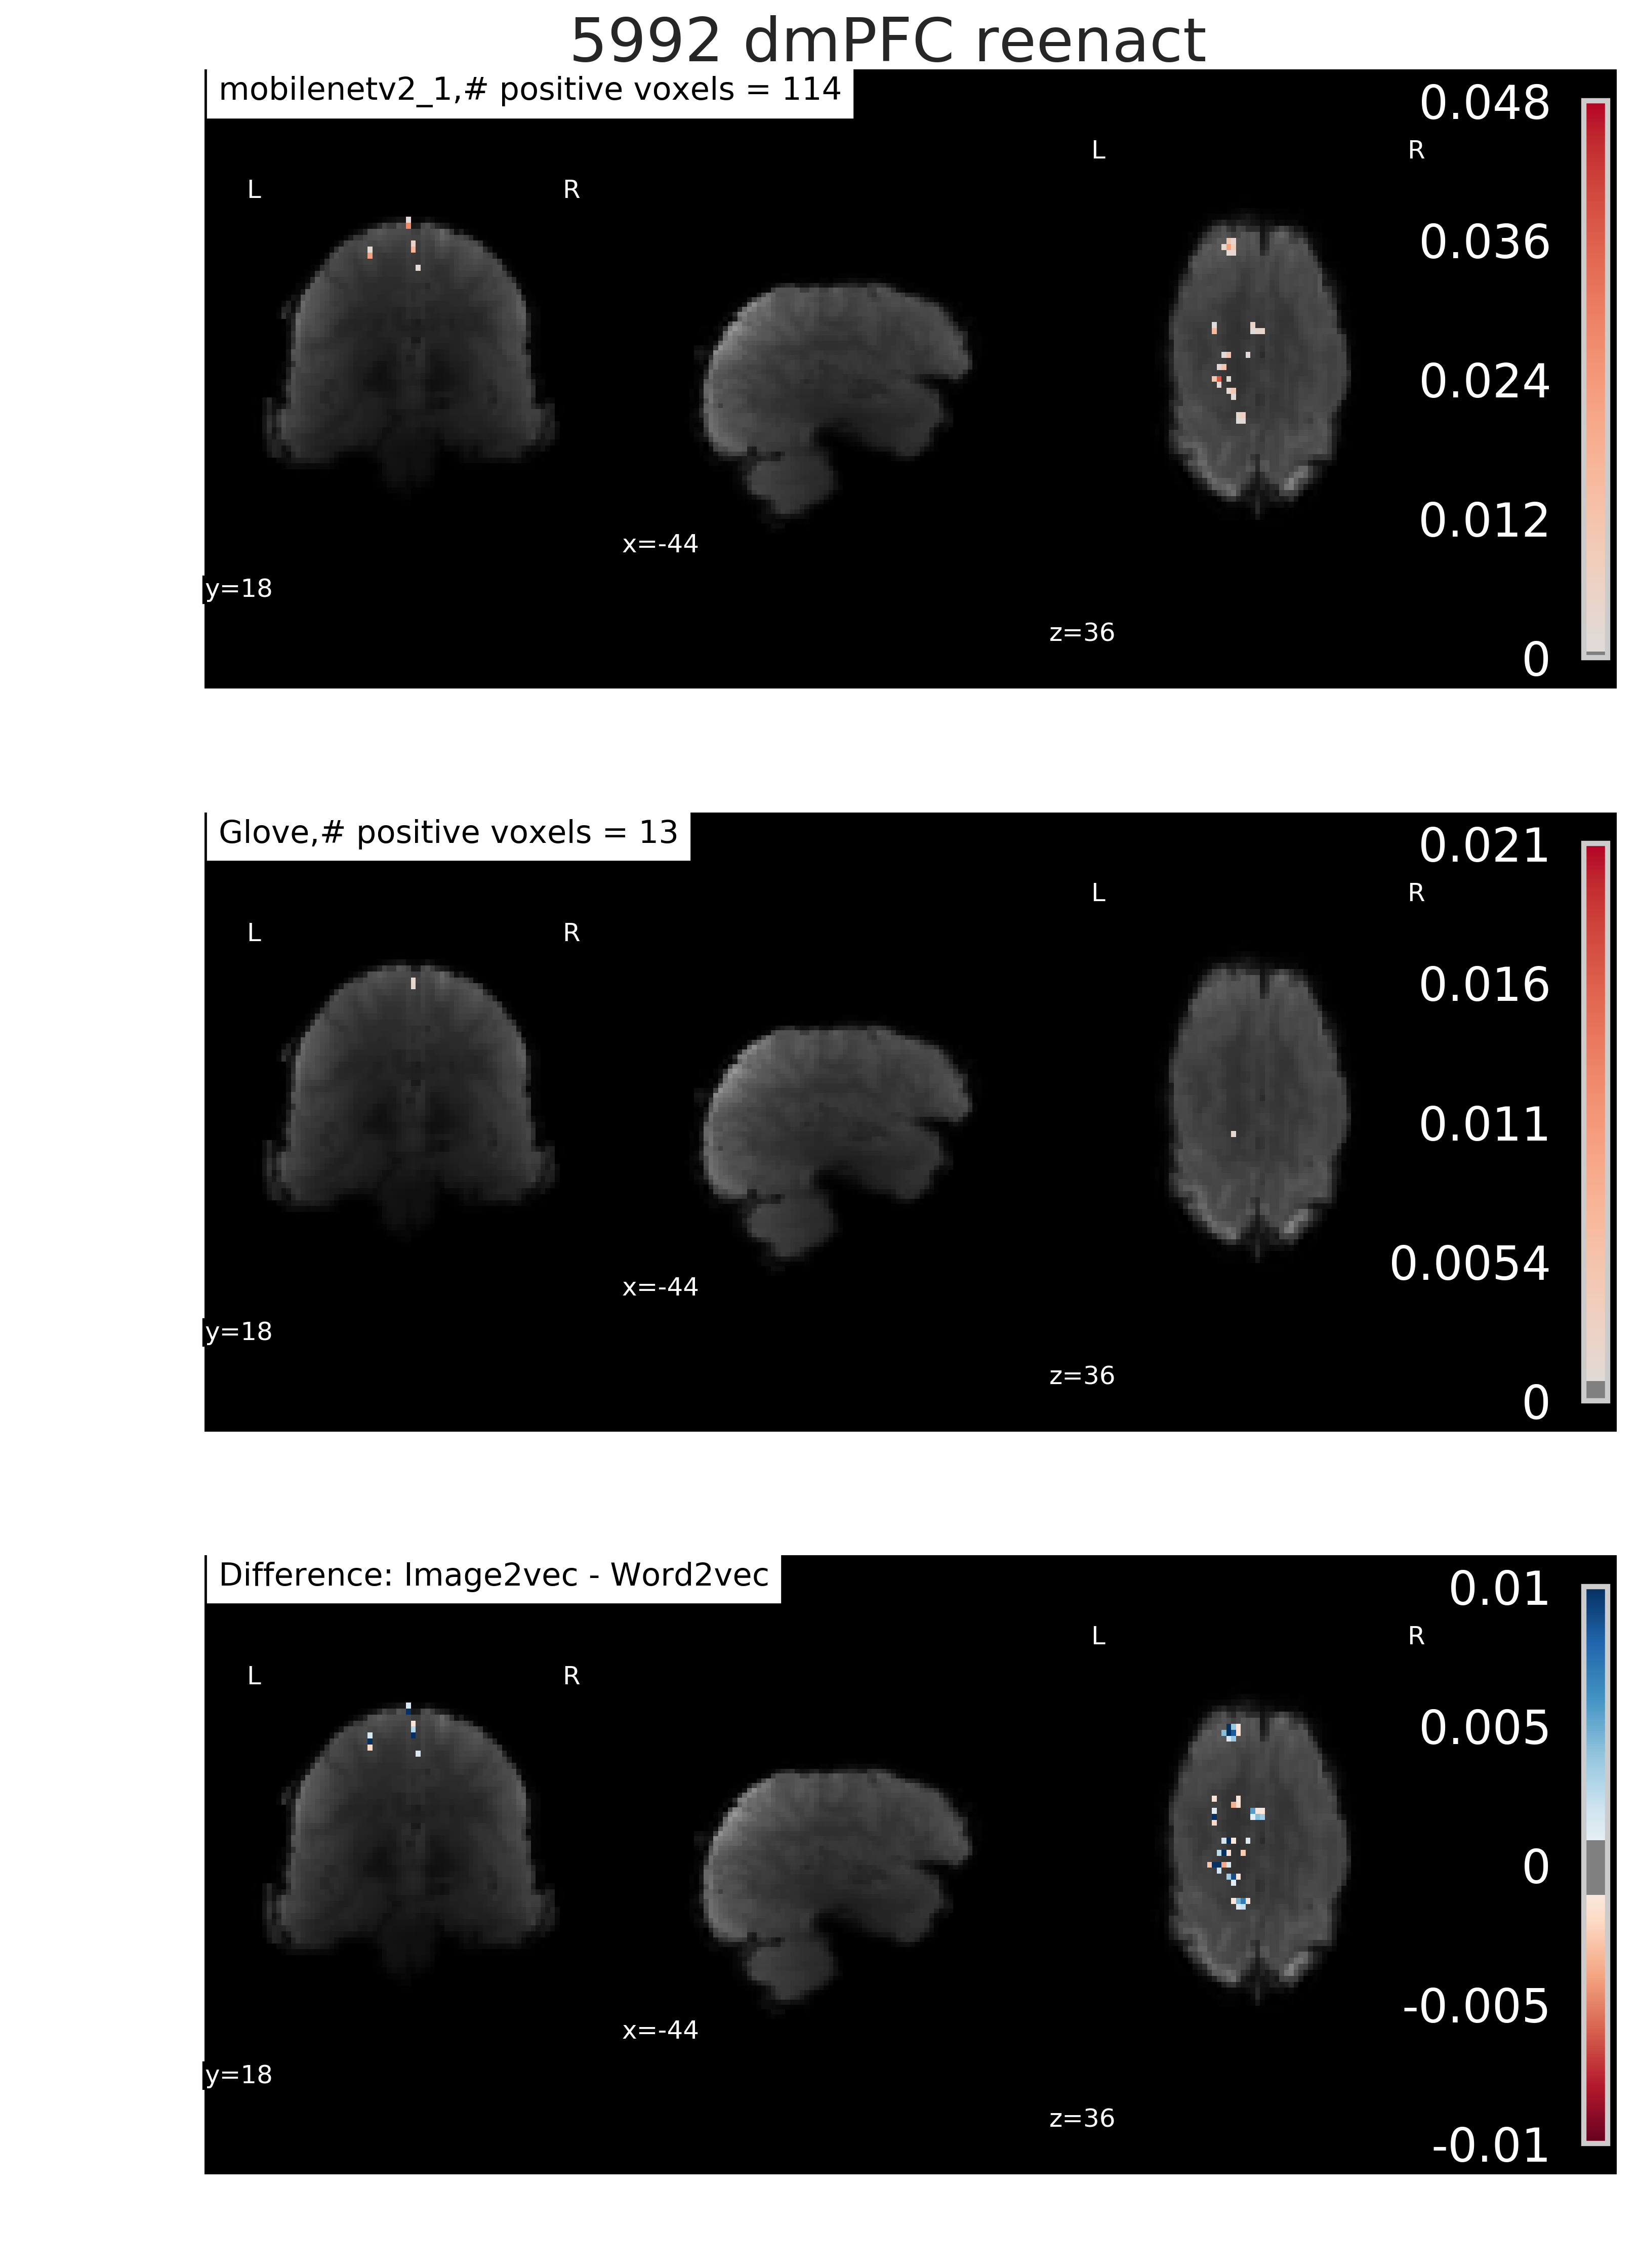 5992 dmPFC reenact
mobilenetv2_1,# positive voxels = 114
0.048
L R
L R
0.036
0.024
0.012
x=-44
y=18
z=36
0
Glove,# positive voxels = 13
0.021
L R
L R
0.016
0.011
0.0054
x=-44
y=18
z=36
0
Difference: Image2vec - Word2vec
0.01
L R
L R
0.005
0
-0.005
x=-44
y=18
z=36
-0.01